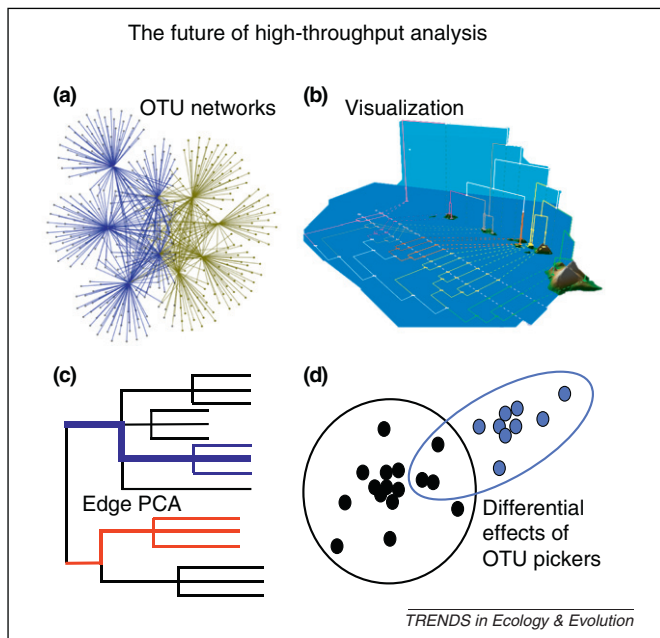 The future of high-throughput analysis
(a)
OTU networks
(b)
Visualization
(c)
Edge PCA
(d)
Differential
effects of
OTU pickers
TRENDS in Ecology & Evolution